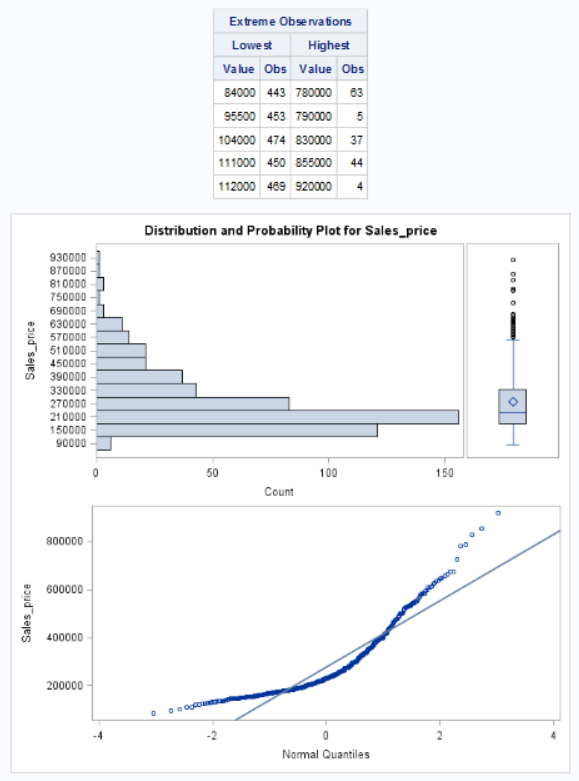 Extreme Observations
Lowest Highest
Value Obs Value Obs
84000 443 780000 63
95500 453 790000 5
104000 474 830000 37
111000 450 855000 44
112000 469 920000 4
Distribution and Probability Plot for Sales_price
930000
870000
810000
750000
690000
630000
570000
510000
450000
390000
330000
270000
210000
150000
90000
Sales_price
0 50 100 150
Count
800000
600000
400000
200000
Sales_price
-4 -2 0 2 4
Normal Quantiles